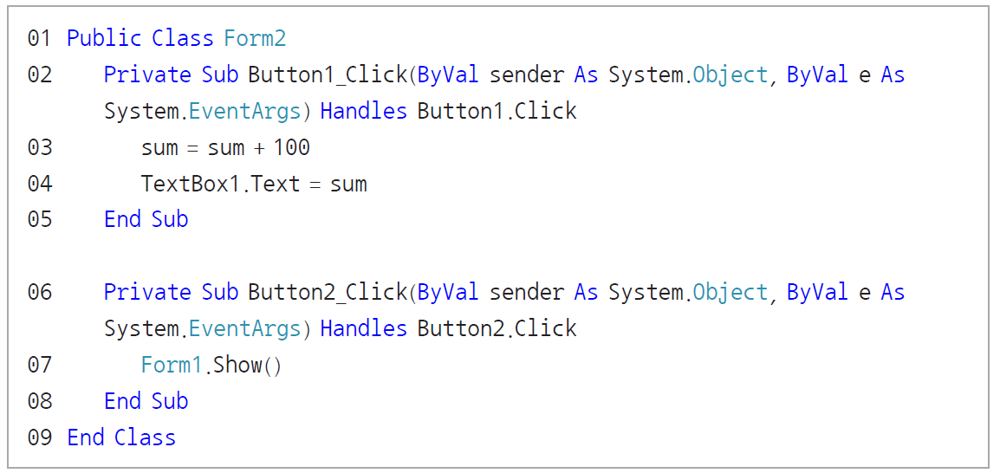 01 Public Class Form2
02 Private Sub Button1_Click(ByVal sender As System.Object, ByVal e As
System.EventArgs) Handles Button1.Click
03 sum = sum + 100
04 TextBox1.Text = sum
05 End Sub
06 Private Sub Button2_Click(ByVal sender As System.Object, ByVal e As
System.EventArgs) Handles Button2.Click
07 Form1.Show()
08 End Sub
09 End Class